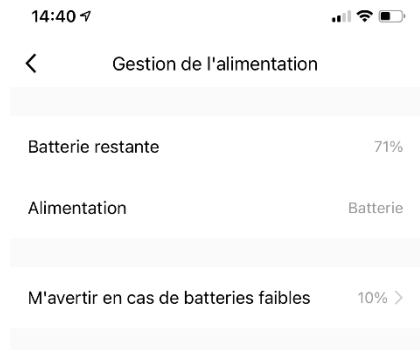 14:40
Gestion de l'alimentation
Batterie restante 71%
Alimentation Batterie
M'avertir en cas de batteries faibles 10%